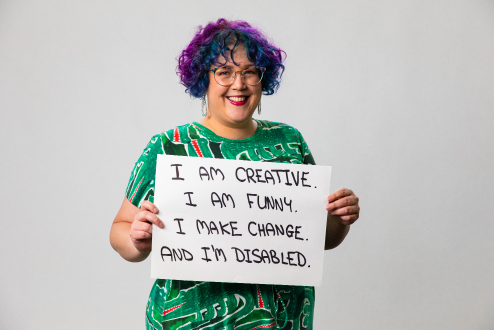 I AM CREATIVE.
I AM FUNNY.
I MAKE CHANGE.
AND I'M DISABLED.